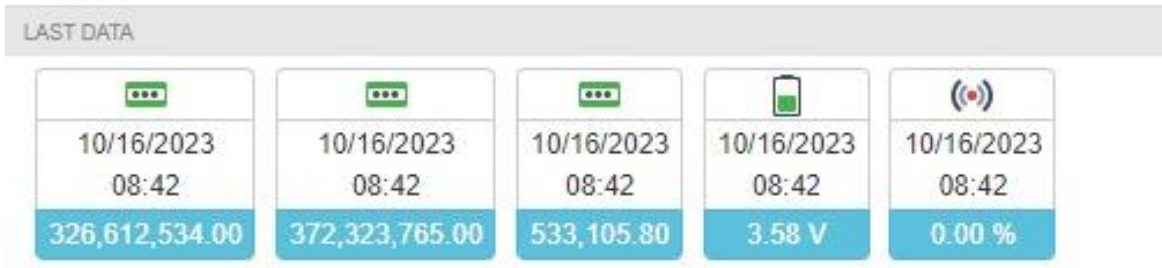 LAST DATA
10/16/2023 10/16/2023 10/16/2023 10/16/2023 10/16/2023
08:42 08:42 08:42 08:42 08:42
326,612,534.00 372,323,765.00 533,105.80 3.58 V 0.00 %